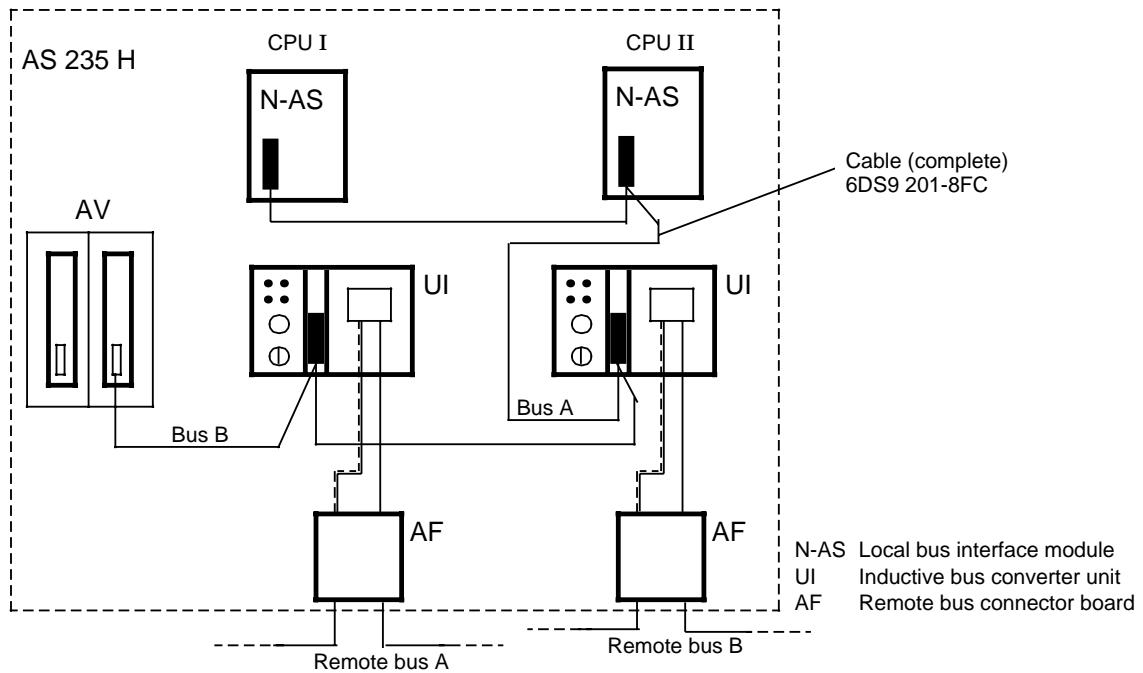 AS 235 H
CPU I
CPU II
N-AS
N-AS
Cable (complete)
6DS9 201-8FC
AV
UI
UI
Bus A
Bus B
AF
AF
N-AS Local bus interface module
UI Inductive bus converter unit
AF Remote bus connector board
Remote bus A
Remote bus B